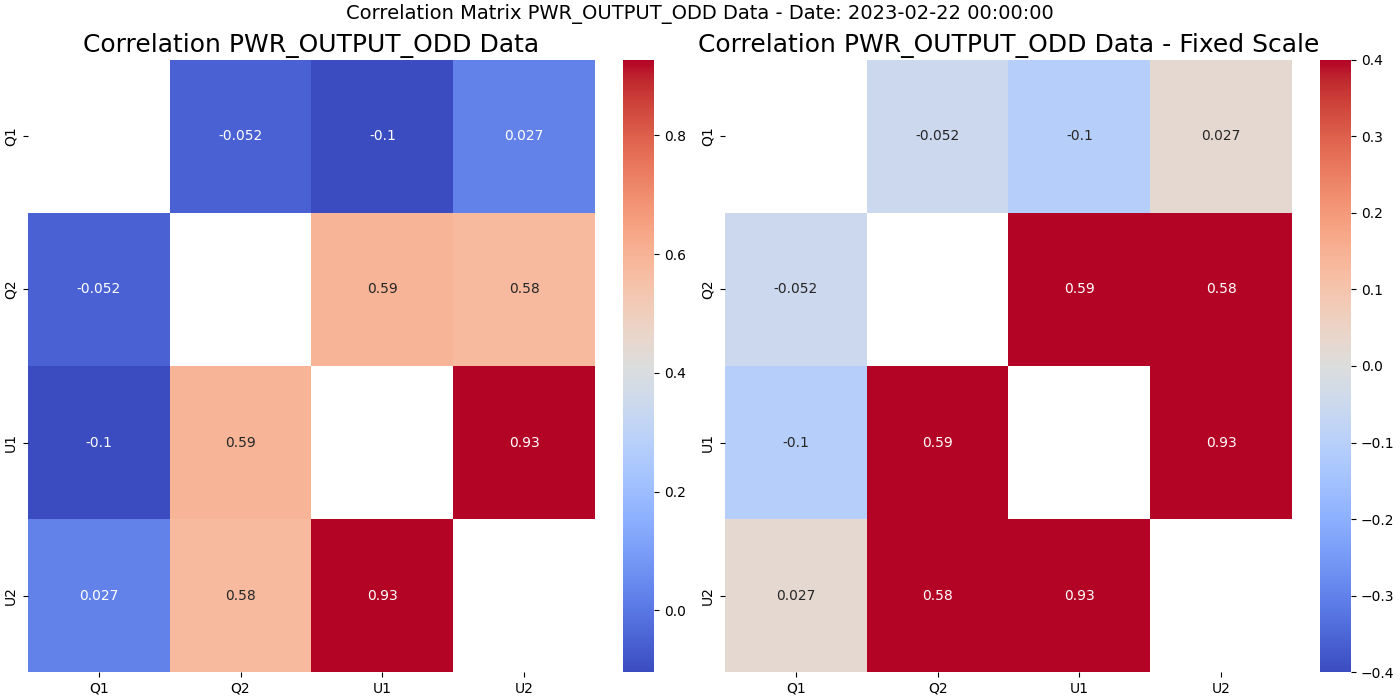 Correlation Matrix PWR_OUTPUT_ODD Data - Date: 2023-02-22 00:00:00
Correlation PWR_OUTPUT_ODD Data
Q1 -0.052 -0.1 0.027
Q2 -0.052 0.59 0.58
U1 -0.1 0.59 0.93
U2 0.027 0.58 0.93
Q1 Q2 U1 U2
0.8
0.6
0.4
0.2
0.0
Correlation PWR_OUTPUT_ODD Data - Fixed Scale
Q1 -0.052 -0.1 0.027
Q2 -0.052 0.59 0.58
U1 -0.1 0.59 0.93
U2 0.027 0.58 0.93
Q1 Q2 U1 U2
0.4
0.3
0.2
0.1
0.0
−0.1
−0.2
−0.3
−0.4